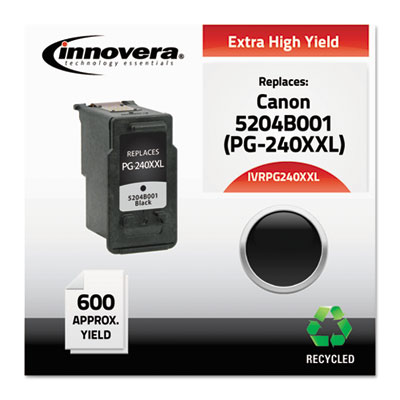 innovera
technology essentials
Extra High Yield
Replaces:
Canon
5204B001
(PG-240XXL)
IVRPG240XXL
REPLACES
PG-240XXL
5204B001
Black
600
APPROX.
YIELD
RECYCLED